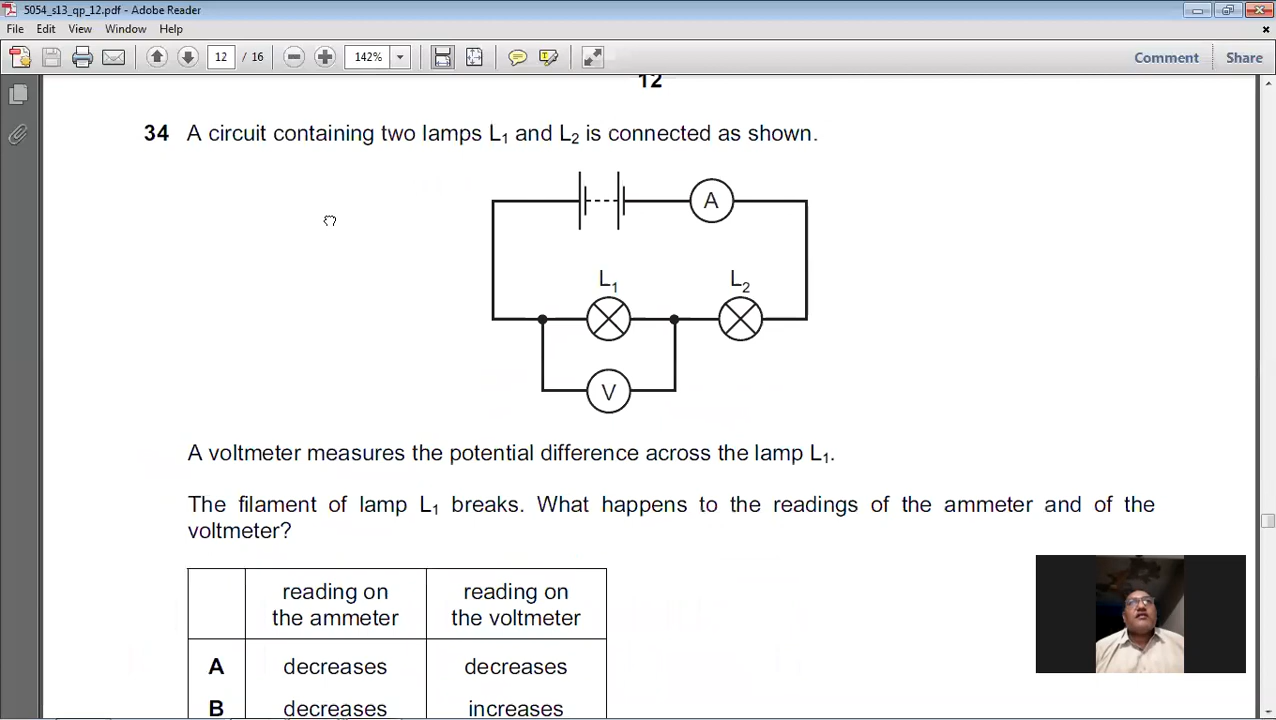 5054_s13_qp_12.pdf - Adobe Reader
File Edit View Window Help
12 / 16 142% Comment Share
12
34 A circuit containing two lamps L1 and L2 is connected as shown.
A
L1 L2
V
A voltmeter measures the potential difference across the lamp L1.
The filament of lamp L1 breaks. What happens to the readings of the ammeter and of the
voltmeter?
reading on the ammeter
reading on the voltmeter
A decreases decreases
B decreases increases